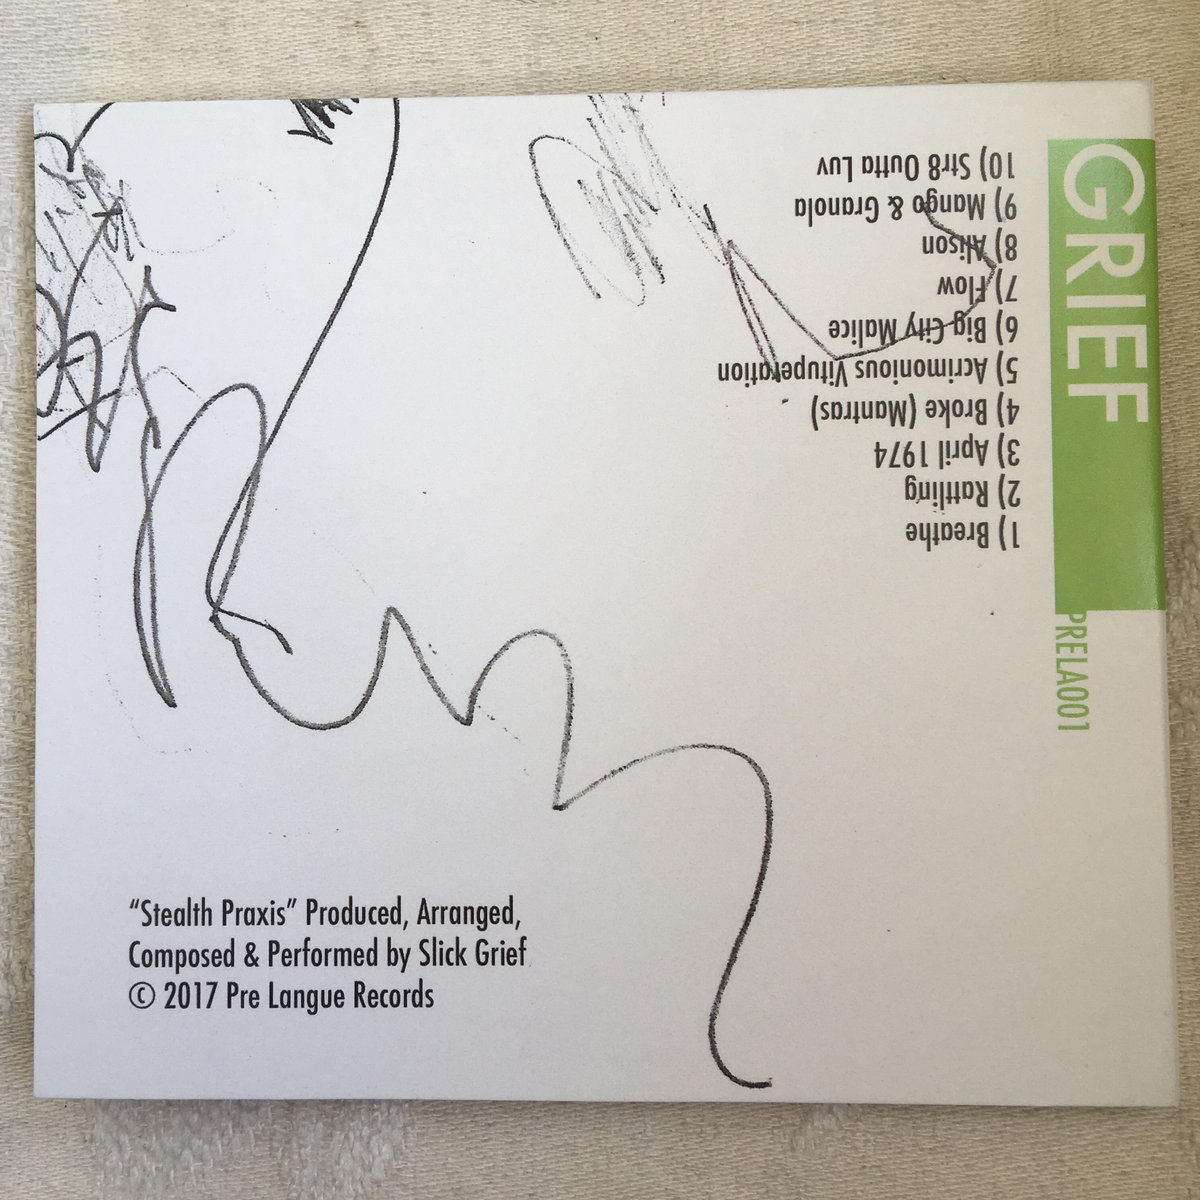 “Stealth Praxis” Produced, Arranged,
Composed & Performed by Slick Grief
© 2017 Pre Langue Records
1) Breathe
2) Rattling
3) April 1974
4) Broke (Mantras)
5) Acrimonious Vituperation
6) Big City Malice
7) Flow
8) Alison
9) Mango & Granola
10) Str8 Outta Luv
GRIEF
PRELA001